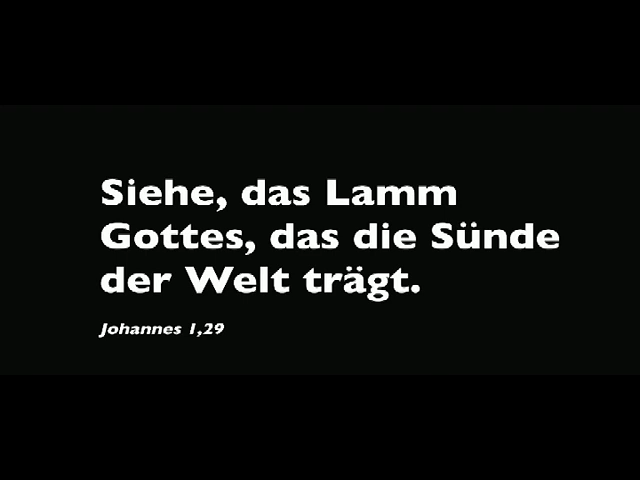 Siehe, das Lamm
Gottes, das die Sünde
der Welt trägt.
Johannes 1,29